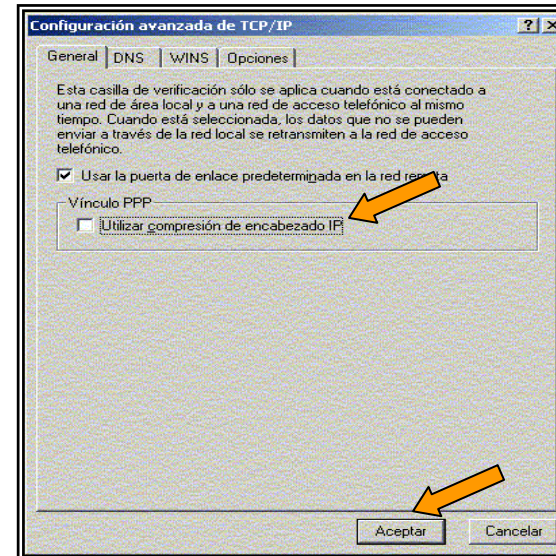 Configuración avanzada de TCP/IP
General DNS WINS Opciones
Esta casilla de verificación sólo se aplica cuando está conectado a
una red de área local y a una red de acceso telefónico al mismo
tiempo. Cuando está seleccionada, los datos que no se pueden
enviar a través de la red local se retransmiten a la red de acceso
telefónico.
Usar la puerta de enlace predeterminada en la red remota
Vínculo PPP
Utilizar compresión de encabezado IP
Aceptar Cancelar